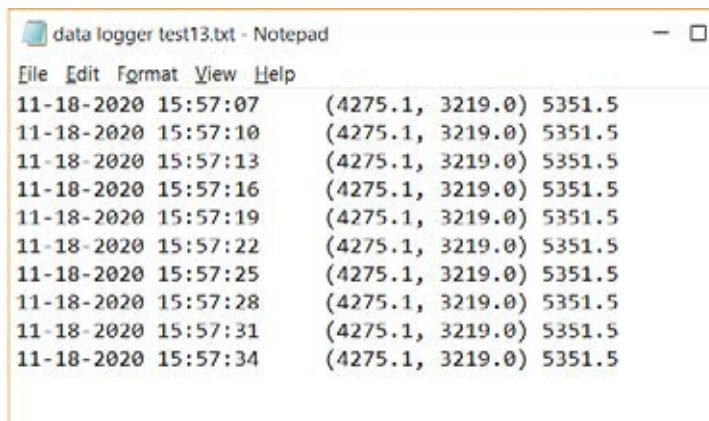 data logger test13.txt - Notepad
File Edit Format View Help
11-18-2020 15:57:07 (4275.1, 3219.0) 5351.5
11-18-2020 15:57:10 (4275.1, 3219.0) 5351.5
11-18-2020 15:57:13 (4275.1, 3219.0) 5351.5
11-18-2020 15:57:16 (4275.1, 3219.0) 5351.5
11-18-2020 15:57:19 (4275.1, 3219.0) 5351.5
11-18-2020 15:57:22 (4275.1, 3219.0) 5351.5
11-18-2020 15:57:25 (4275.1, 3219.0) 5351.5
11-18-2020 15:57:28 (4275.1, 3219.0) 5351.5
11-18-2020 15:57:31 (4275.1, 3219.0) 5351.5
11-18-2020 15:57:34 (4275.1, 3219.0) 5351.5